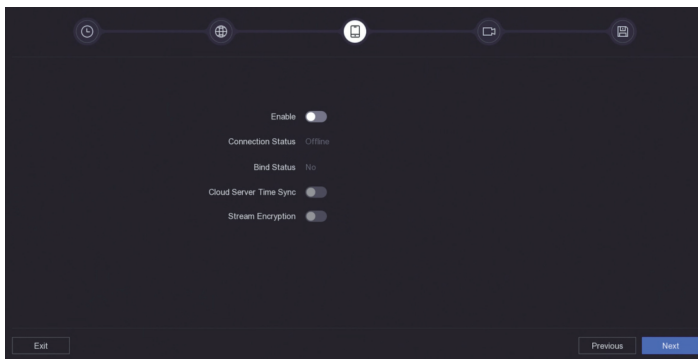 Enable
Connection Status Offline
Bind Status No
Cloud Server Time Sync
Stream Encryption
Exit Previous Next